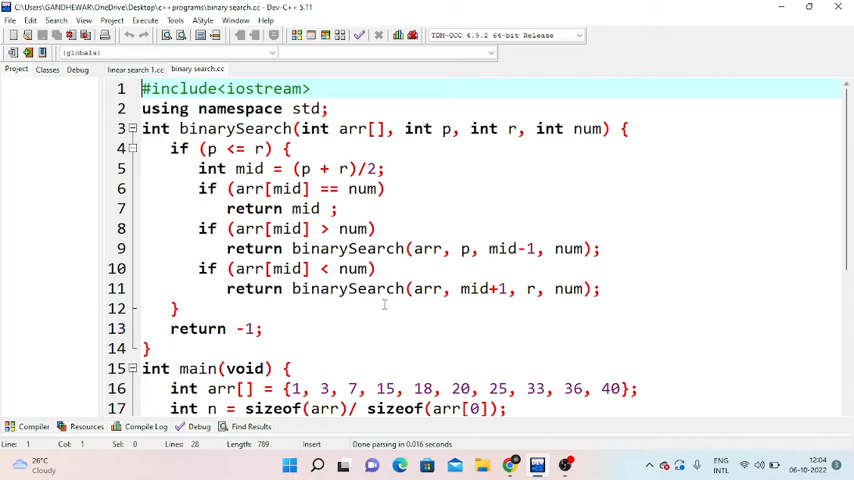 C:\Users\GANDHEWAR\OneDrive\Desktop\c++programs\binary search.cc - Dev-C++ 5.11
File Edit Search View Project Execute Tools AStyle Window Help
TDM-GCC 4.9.2 64-bit Release
(globals)
Project Classes Debug linear search 1.cc binary search.cc
1 #include<iostream>
2 using namespace std;
3 int binarySearch(int arr[], int p, int r, int num) {
4 if (p <= r) {
5 int mid = (p + r)/2;
6 if (arr[mid] == num)
7 return mid ;
8 if (arr[mid] > num)
9 return binarySearch(arr, p, mid-1, num);
10 if (arr[mid] < num)
11 return binarySearch(arr, mid+1, r, num);
12 }
13 return -1;
14 }
15 int main(void) {
16 int arr[] = {1, 3, 7, 15, 18, 20, 25, 33, 36, 40};
17 int n = sizeof(arr)/ sizeof(arr[0]);
Compiler Resources Compile Log Debug Find Results
Line: 1 Col: 1 Sel: 0 Lines: 28 Length: 789 Insert Done parsing in 0.016 seconds
26°C
Cloudy
ENG
INTL
12:04
06-10-2022